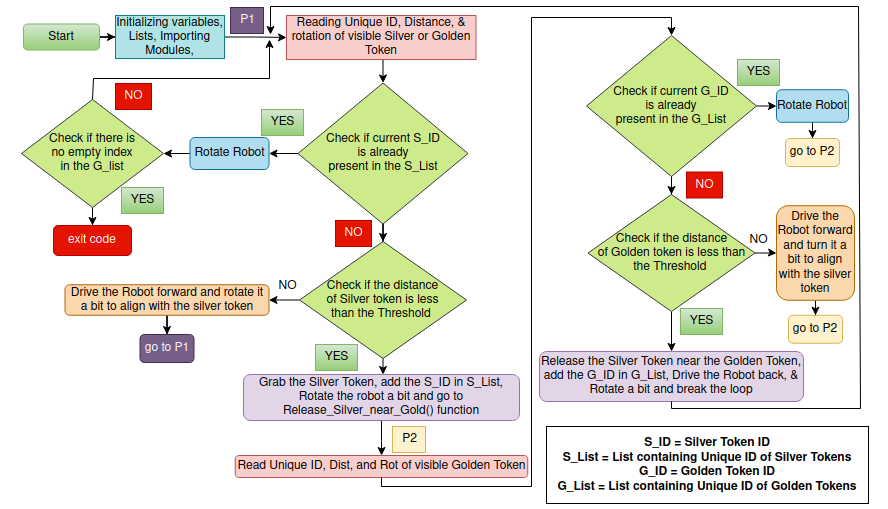 Start
Initializing variables,
Lists, Importing
Modules,
P1
Reading Unique ID, Distance, &
rotation of visible Silver or Golden
Token
NO
Check if there is
no empty index
in the G_list
YES
Rotate Robot
Check if current S_ID
is already
present in the S_List
YES
exit code
NO
Check if the distance
of Silver token is less
than the Threshold
NO
Drive the Robot forward and rotate it
a bit to align with the silver token
go to P1
YES
Grab the Silver Token, add the S_ID in S_List,
Rotate the robot a bit and go to
Release_Silver_near_Gold() function
P2
Read Unique ID, Dist, and Rot of visible Golden Token
Check if current G_ID
is already
present in the G_List
YES
Rotate Robot
go to P2
NO
Check if the distance
of Golden token is less than
the Threshold
NO
Drive the
Robot forward
and turn it a
bit to align
with the silver
token
go to P2
YES
Release the Silver Token near the Golden Token,
add the G_ID in G_List, Drive the Robot back, &
Rotate a bit and break the loop
S_ID = Silver Token ID
S_List = List containing Unique ID of Silver Tokens
G_ID = Golden Token ID
G_List = List containing Unique ID of Golden Tokens